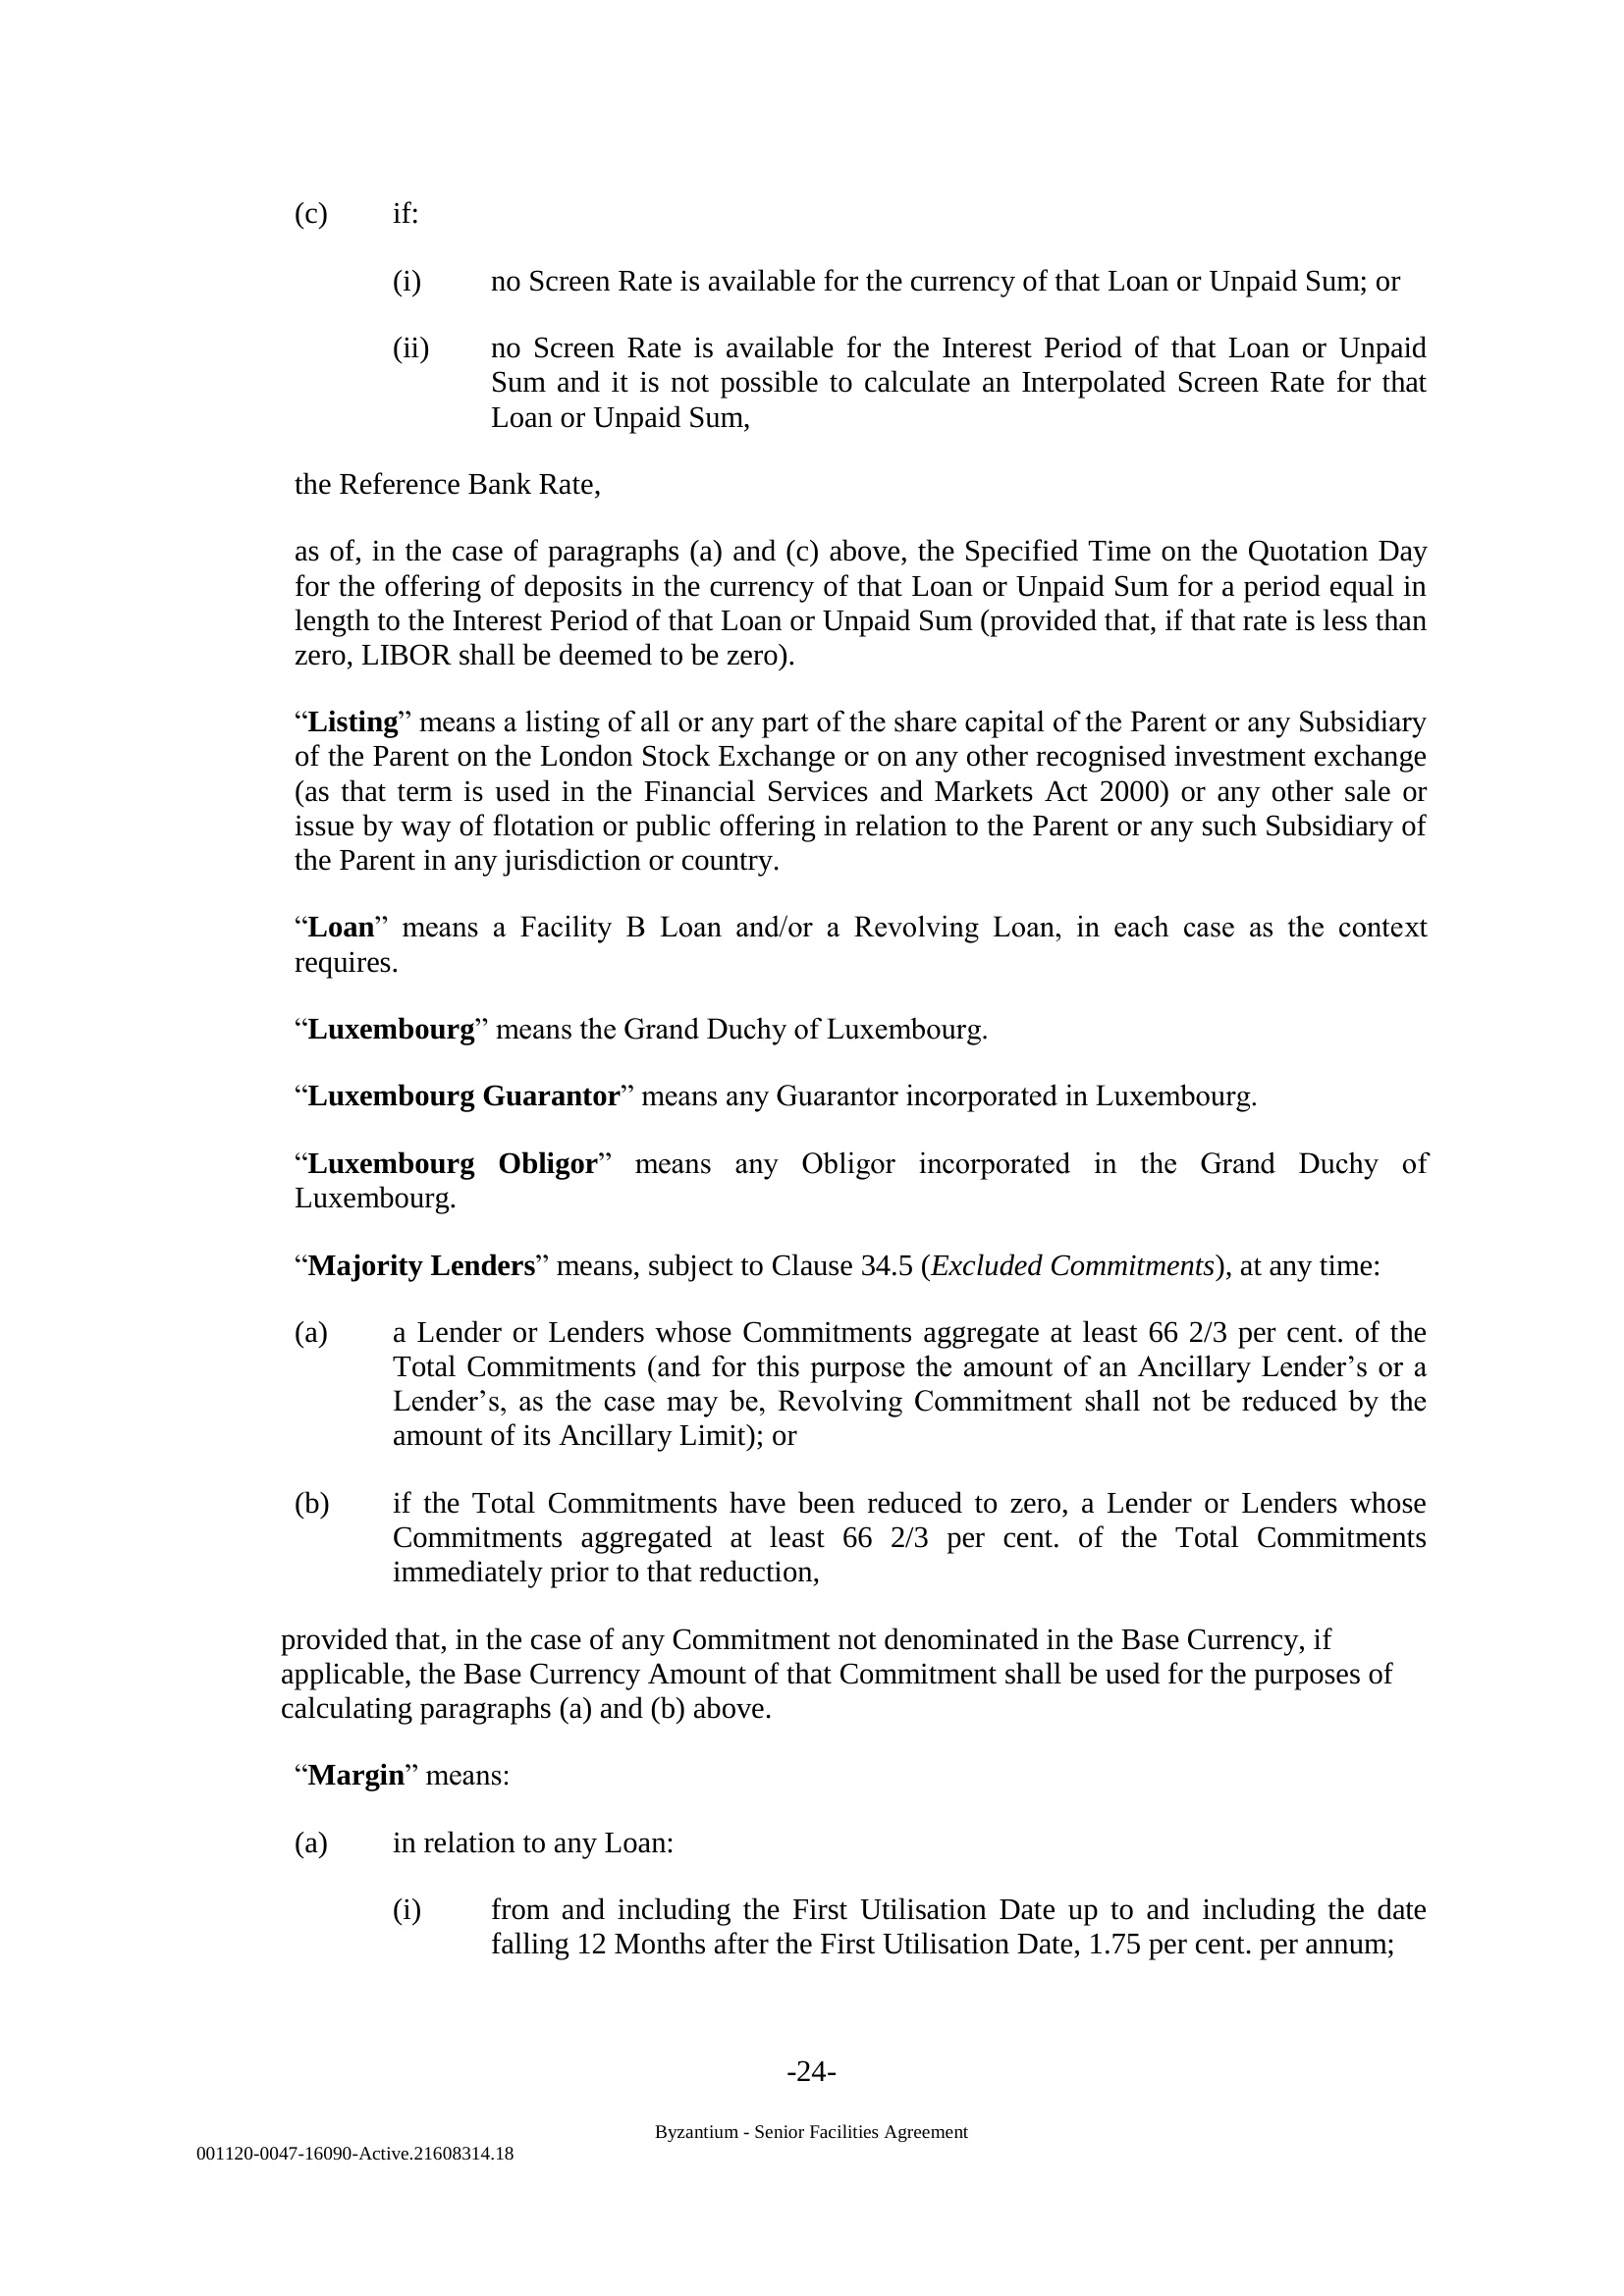 (c) if:
(i) no Screen Rate is available for the currency of that Loan or Unpaid Sum; or
(ii) no Screen Rate is available for the Interest Period of that Loan or Unpaid
Sum and it is not possible to calculate an Interpolated Screen Rate for that
Loan or Unpaid Sum,
the Reference Bank Rate,
as of, in the case of paragraphs (a) and (c) above, the Specified Time on the Quotation Day
for the offering of deposits in the currency of that Loan or Unpaid Sum for a period equal in
length to the Interest Period of that Loan or Unpaid Sum (provided that, if that rate is less than
zero, LIBOR shall be deemed to be zero).
“Listing” means a listing of all or any part of the share capital of the Parent or any Subsidiary
of the Parent on the London Stock Exchange or on any other recognised investment exchange
(as that term is used in the Financial Services and Markets Act 2000) or any other sale or
issue by way of flotation or public offering in relation to the Parent or any such Subsidiary of
the Parent in any jurisdiction or country.
“Loan” means a Facility B Loan and/or a Revolving Loan, in each case as the context
requires.
“Luxembourg” means the Grand Duchy of Luxembourg.
“Luxembourg Guarantor” means any Guarantor incorporated in Luxembourg.
“Luxembourg Obligor” means any Obligor incorporated in the Grand Duchy of
Luxembourg.
“Majority Lenders” means, subject to Clause 34.5 (Excluded Commitments), at any time:
(a) a Lender or Lenders whose Commitments aggregate at least 66 2/3 per cent. of the
Total Commitments (and for this purpose the amount of an Ancillary Lender’s or a
Lender’s, as the case may be, Revolving Commitment shall not be reduced by the
amount of its Ancillary Limit); or
(b) if the Total Commitments have been reduced to zero, a Lender or Lenders whose
Commitments aggregated at least 66 2/3 per cent. of the Total Commitments
immediately prior to that reduction,
provided that, in the case of any Commitment not denominated in the Base Currency, if
applicable, the Base Currency Amount of that Commitment shall be used for the purposes of
calculating paragraphs (a) and (b) above.
“Margin” means:
(a) in relation to any Loan:
(i) from and including the First Utilisation Date up to and including the date
falling 12 Months after the First Utilisation Date, 1.75 per cent. per annum;
-24-
Byzantium - Senior Facilities Agreement
001120-0047-16090-Active.21608314.18